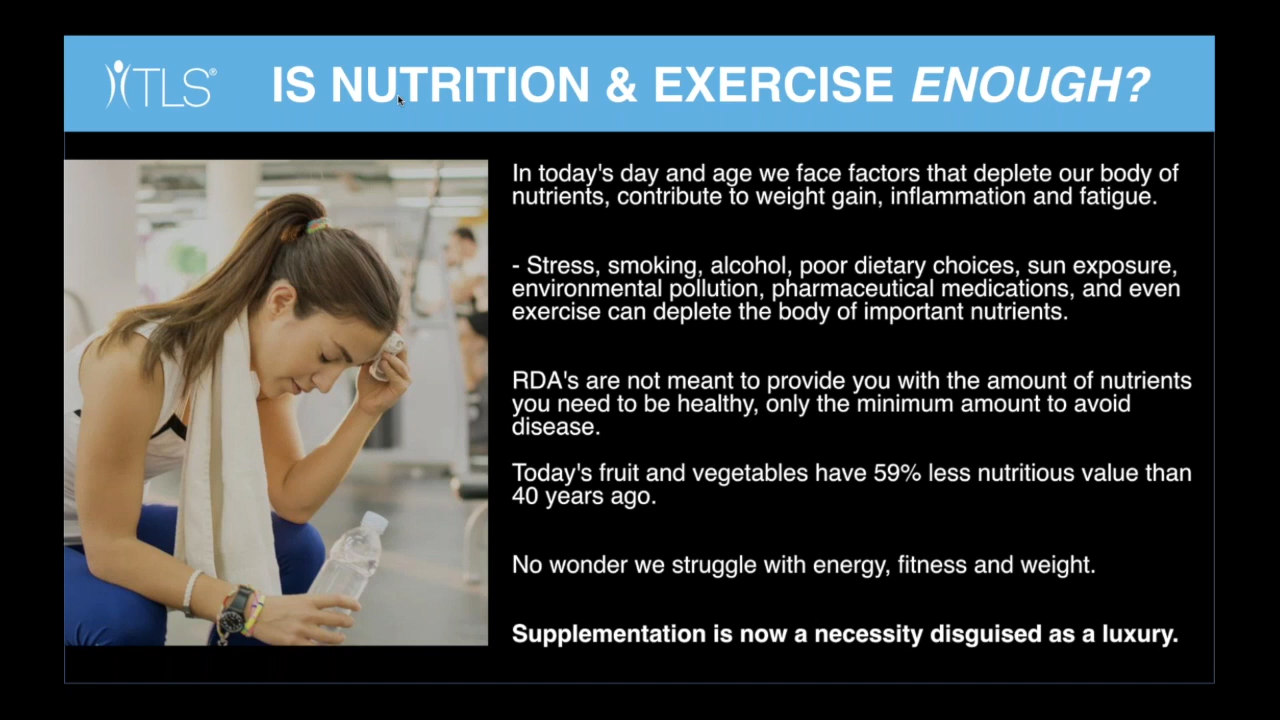 TLS® IS NUTRITION & EXERCISE ENOUGH?
In today's day and age we face factors that deplete our body of
nutrients, contribute to weight gain, inflammation and fatigue.
- Stress, smoking, alcohol, poor dietary choices, sun exposure,
environmental pollution, pharmaceutical medications, and even
exercise can deplete the body of important nutrients.
RDA's are not meant to provide you with the amount of nutrients
you need to be healthy, only the minimum amount to avoid
disease.
Today's fruit and vegetables have 59% less nutritious value than
40 years ago.
No wonder we struggle with energy, fitness and weight.
Supplementation is now a necessity disguised as a luxury.